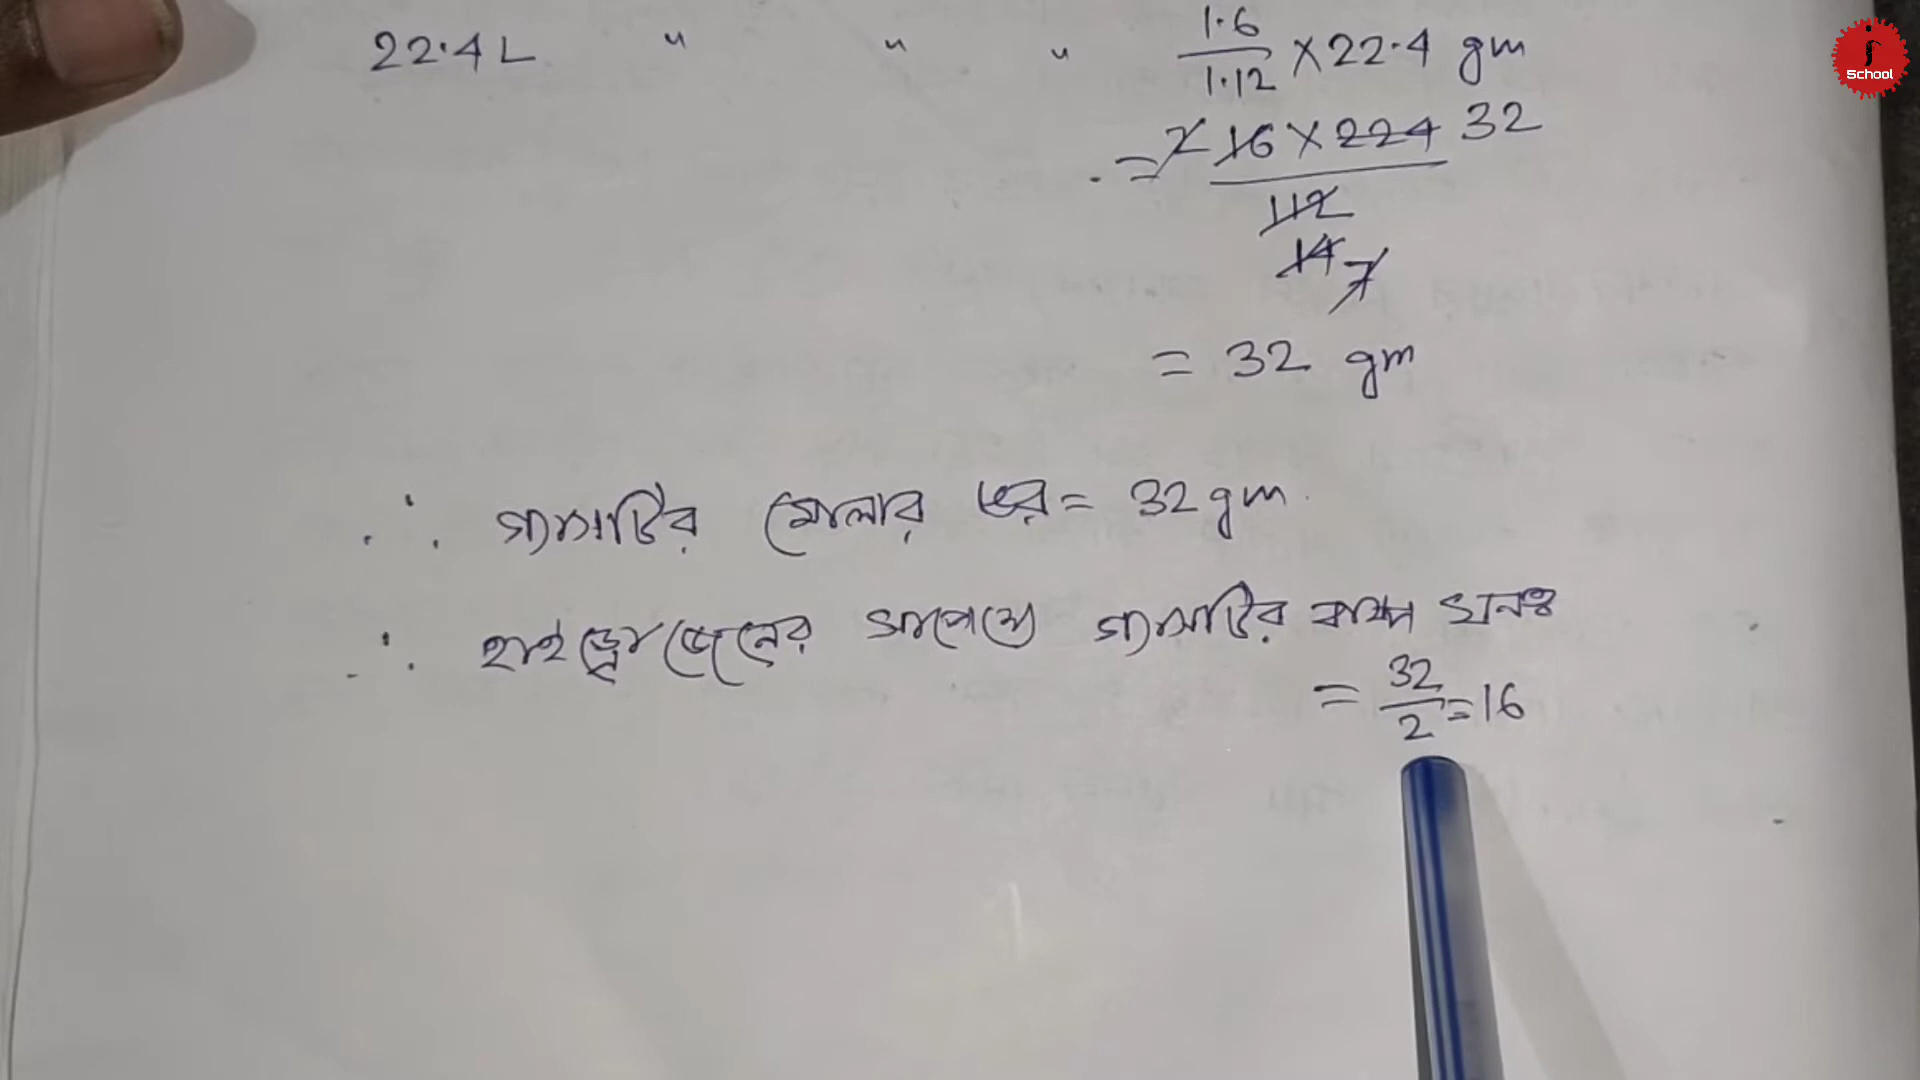 22.4 L " " " 1.6/1.12 × 22.4 gm
= 2 16 × 224 32
112
14 7
= 32 gm
∴ গ্যাসটির মোলার ভর = 32 gm.
∴ হাইড্রোজেনের সাপেক্ষে গ্যাসটির বাষ্প ঘনত্ব
= 32/2 = 16
School